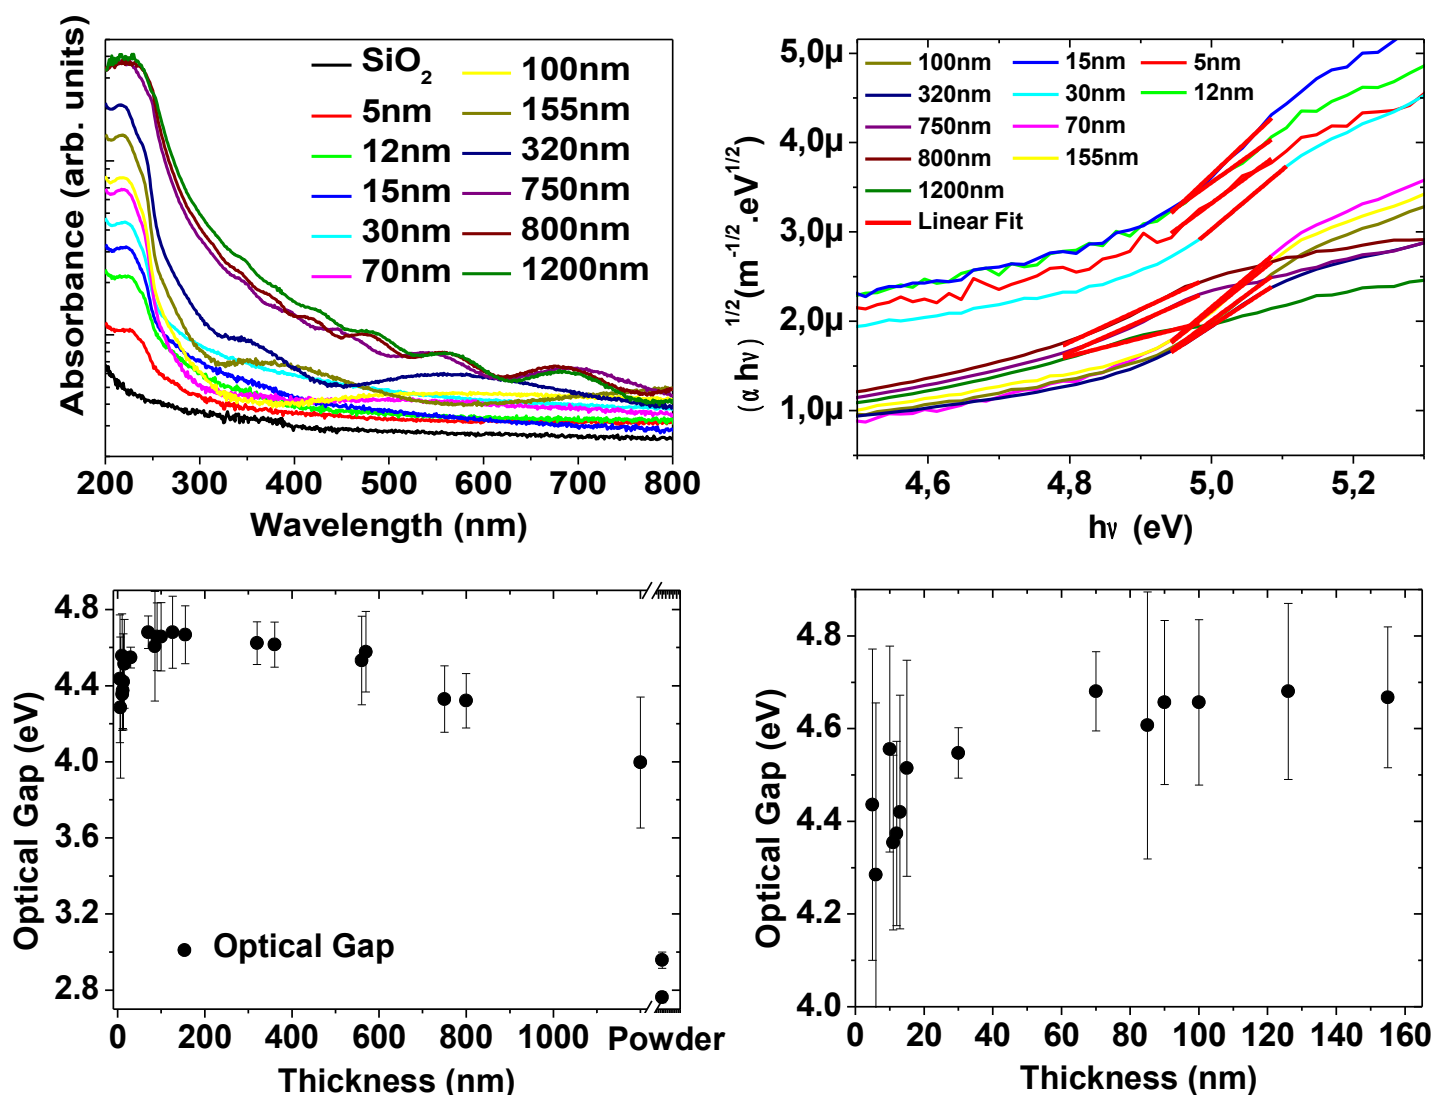 Absorbance (arb. units)
SiO2
5nm
12nm
15nm
30nm
70nm
100nm
155nm
320nm
750nm
800nm
1200nm
200 300 400 500 600 700 800
Wavelength (nm)
(α hν) 1/2 (m-1/2 .eV1/2)
5,0µ
4,0µ
3,0µ
2,0µ
1,0µ
100nm
320nm
750nm
800nm
1200nm
Linear Fit
15nm
30nm
70nm
155nm
5nm
12nm
4,6 4,8 5,0 5,2
hν (eV)
Optical Gap (eV)
4.8
4.4
4.0
3.6
3.2
2.8
Optical Gap
0 200 400 600 800 1000 Powder
Thickness (nm)
Optical Gap (eV)
4.8
4.6
4.4
4.2
4.0
0 20 40 60 80 100 120 140 160
Thickness (nm)